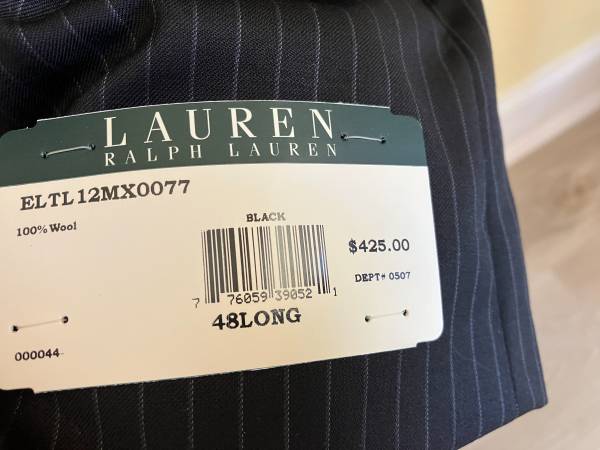 LAUREN
RALPH LAUREN
ELTL12MX0077
100% Wool
BLACK
$425.00
DEPT# 0507
7 76059 39052 1
48LONG
000044